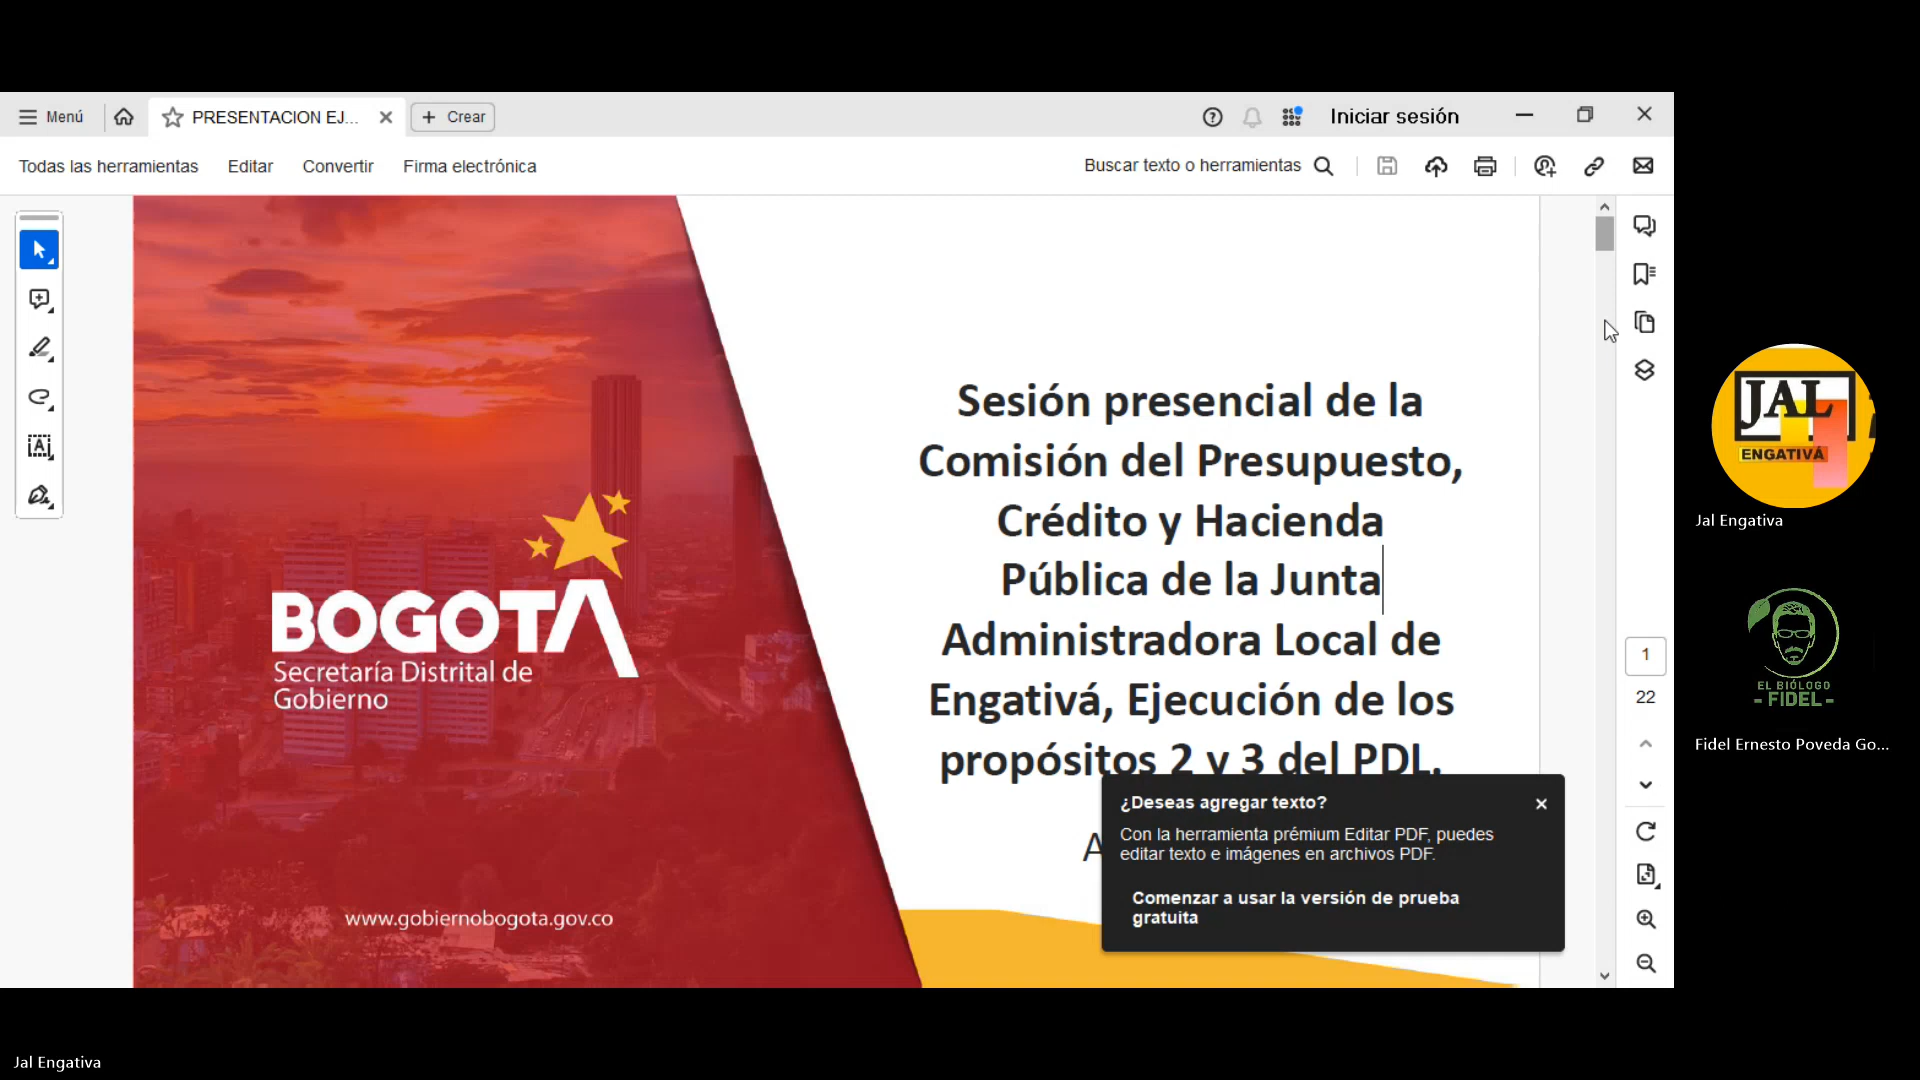 Menú
PRESENTACION EJ...
Crear
Iniciar sesión
Todas las herramientas
Editar
Convertir
Firma electrónica
Buscar texto o herramientas
Sesión presencial de la
Comisión del Presupuesto,
Crédito y Hacienda
Pública de la Junta
Administradora Local de
Engativá, Ejecución de los
propósitos 2 y 3 del PDL.
A
BOGOTÁ
Secretaría Distrital de
Gobierno
www.gobiernobogota.gov.co
¿Deseas agregar texto?
Con la herramienta prémium Editar PDF, puedes
editar texto e imágenes en archivos PDF.
Comenzar a usar la versión de prueba
gratuita
1
22
JAL
ENGATIVÁ
Jal Engativa
EL BIÓLOGO
- FIDEL -
Fidel Ernesto Poveda Go...
Jal Engativa